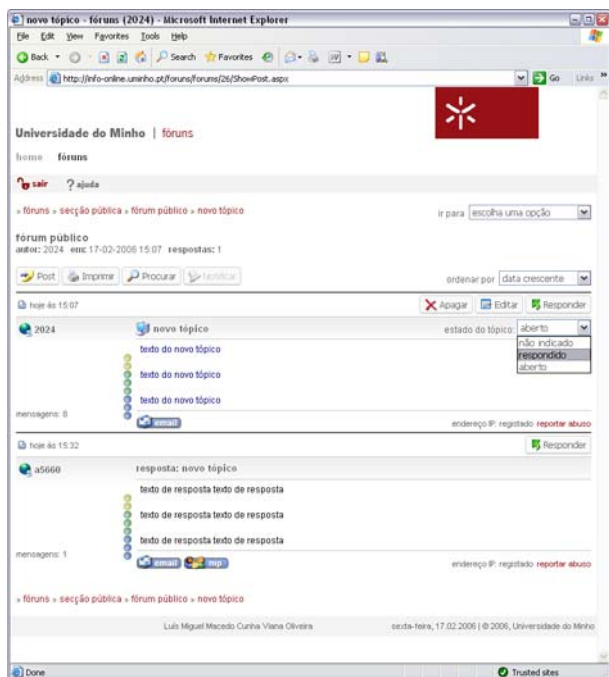 novo tópico - fóruns (2024) - Microsoft Internet Explorer
File Edit View Favorites Tools Help
Back Search Favorites
Address http://info-online.uminho.pt/foruns/forums/26/ShowPost.aspx Go Links
Universidade do Minho | fóruns
home fóruns
sair ? ajuda
» fóruns » secção pública » fórum público » novo tópico ir para escolha uma opção
fórum público
autor: 2024 em: 17-02-2006 15:07 respostas: 1
Post Imprimir Procurar Notificar ordenar por data crescente
hoje às 15:07 Apagar Editar Responder
2024 novo tópico estado do tópico: aberto
não indicado
respondido
aberto
texto do novo tópico
texto do novo tópico
texto do novo tópico
mensagens: 8 email endereço IP: registado reportar abuso
hoje às 15:32 Responder
a5660 resposta: novo tópico
texto de resposta texto de resposta
texto de resposta texto de resposta
texto de resposta texto de resposta
mensagens: 1 email mp endereço IP: registado reportar abuso
» fóruns » secção pública » fórum público » novo tópico
Luís Miguel Macedo Cunha Viana Oliveira sexta-feira, 17.02.2006 | © 2006, Universidade do Minho
Done Trusted sites